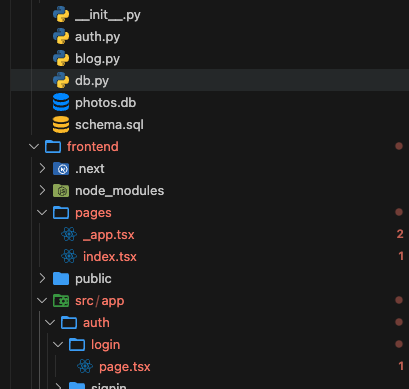 __init__.py
auth.py
blog.py
db.py
photos.db
schema.sql
frontend
.next
node_modules
pages
_app.tsx 2
index.tsx 1
public
src/app
auth
login
page.tsx 1
signin